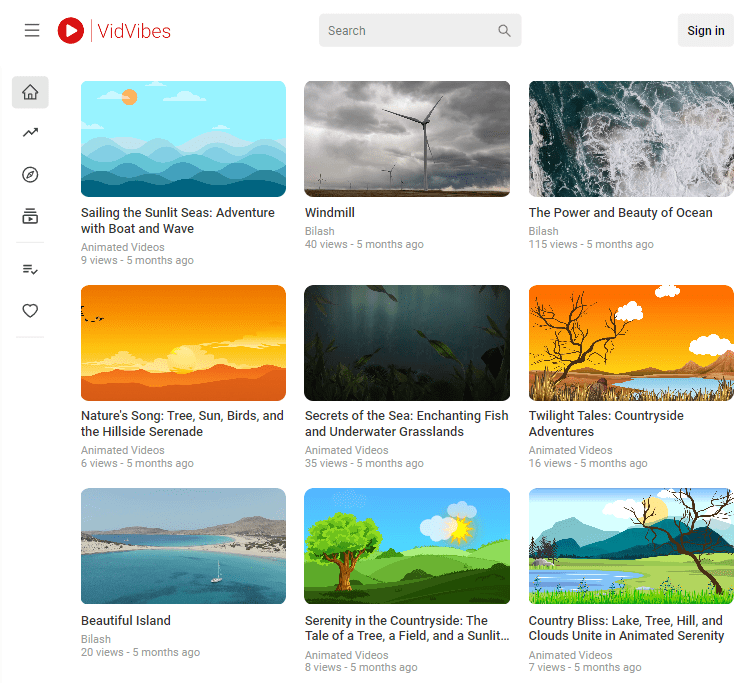 VidVibes
Search
Sign in
Sailing the Sunlit Seas: Adventure
with Boat and Wave
Animated Videos
9 views - 5 months ago
Windmill
Bilash
40 views - 5 months ago
The Power and Beauty of Ocean
Bilash
115 views - 5 months ago
Nature's Song: Tree, Sun, Birds, and
the Hillside Serenade
Animated Videos
6 views - 5 months ago
Secrets of the Sea: Enchanting Fish
and Underwater Grasslands
Animated Videos
35 views - 5 months ago
Twilight Tales: Countryside
Adventures
Animated Videos
16 views - 5 months ago
Beautiful Island
Bilash
20 views - 5 months ago
Serenity in the Countryside: The
Tale of a Tree, a Field, and a Sunlit...
Animated Videos
8 views - 5 months ago
Country Bliss: Lake, Tree, Hill, and
Clouds Unite in Animated Serenity
Animated Videos
7 views - 5 months ago